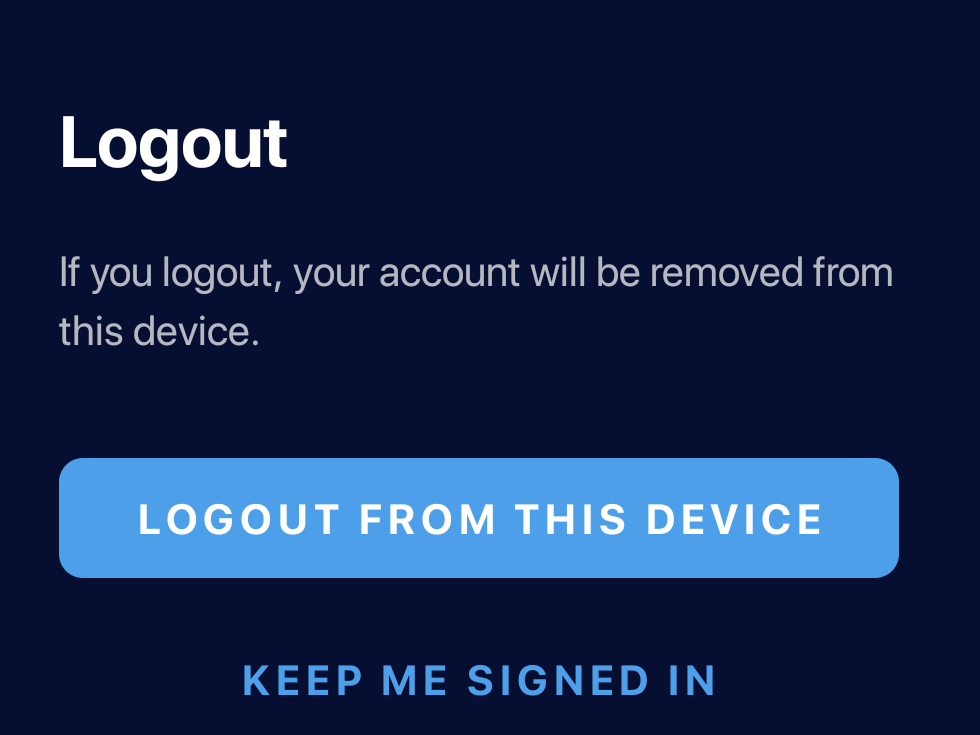 Logout
If you logout, your account will be removed from
this device.
LOGOUT FROM THIS DEVICE
KEEP ME SIGNED IN